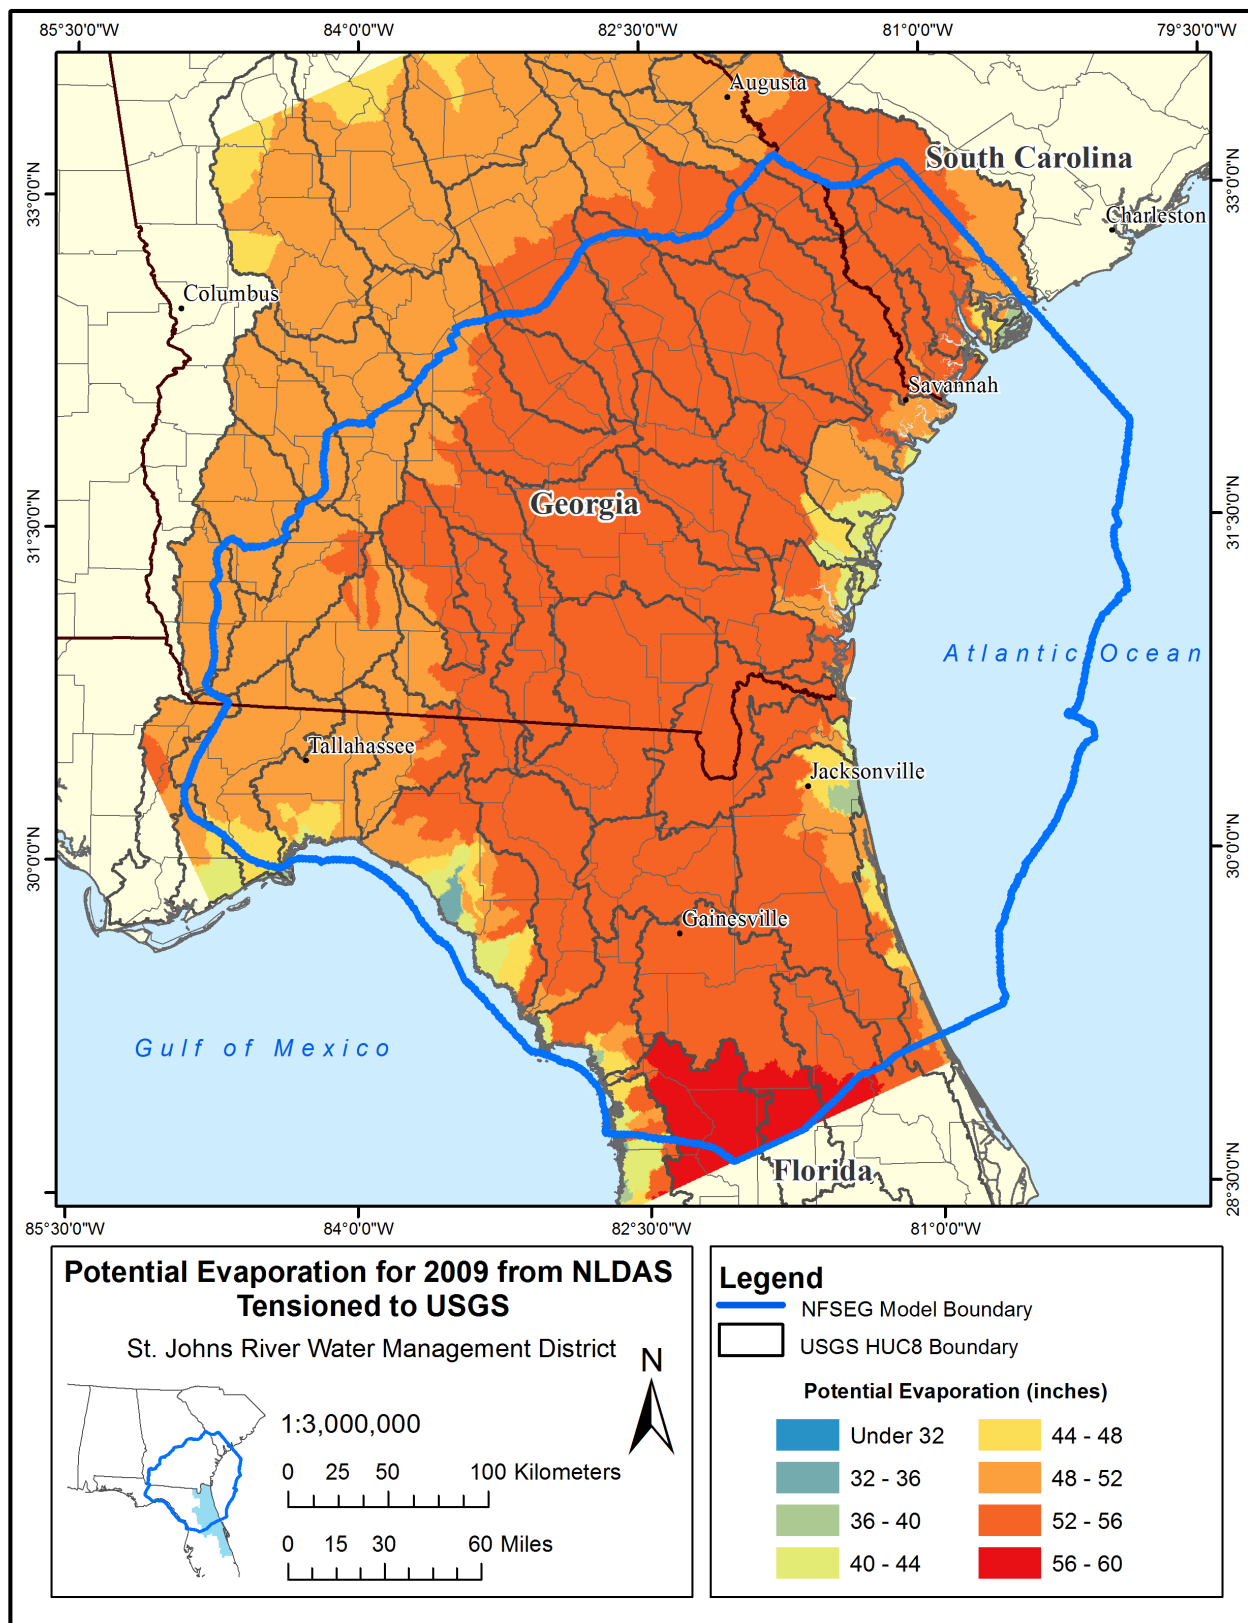 85°30'0"W 84°0'0"W 82°30'0"W 81°0'0"W 79°30'0"W
Augusta
South Carolina
33°0'0"N
33°0'0"N
Charleston
Columbus
Savannah
Georgia
31°30'0"N
31°30'0"N
Atlantic Ocean
Tallahassee
Jacksonville
30°0'0"N
30°0'0"N
Gainesville
Gulf of Mexico
Florida
28°30'0"N
85°30'0"W 84°0'0"W 82°30'0"W 81°0'0"W
Potential Evaporation for 2009 from NLDAS
Tensioned to USGS
St. Johns River Water Management District
N
1:3,000,000
0 25 50 100 Kilometers
0 15 30 60 Miles
Legend
NFSEG Model Boundary
USGS HUC8 Boundary
Potential Evaporation (inches)
Under 32 44 - 48
32 - 36 48 - 52
36 - 40 52 - 56
40 - 44 56 - 60